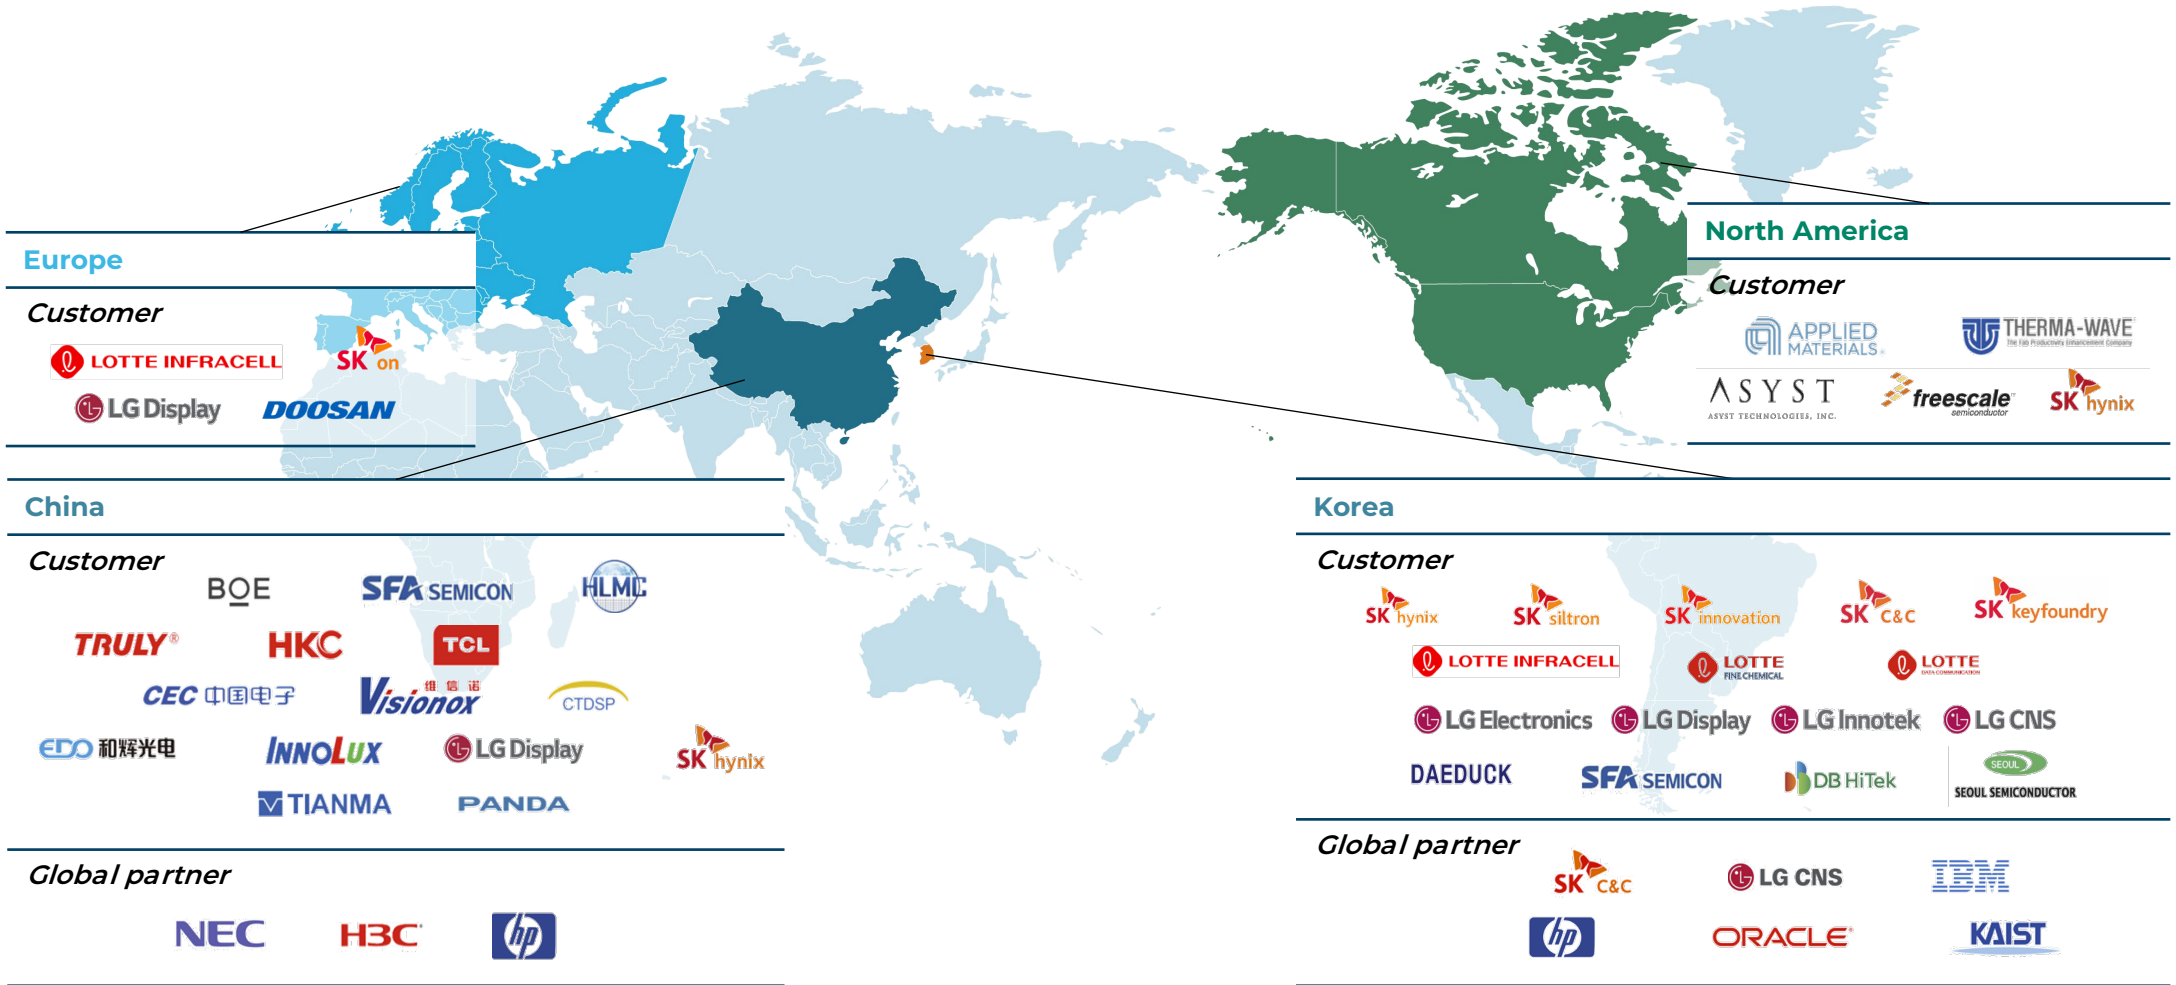 Europe
Customer
LOTTE INFRACELL
SK on
LG Display
DOOSAN
North America
Customer
APPLIED MATERIALS®
THERMA-WAVE
The Fab Productivity Enhancement Company
ASYST
ASYST TECHNOLOGIES, INC.
freescale™
semiconductor
SK hynix
China
Customer
BOE
SFA SEMICON
HLMC
TRULY®
HKC
TCL
CEC 中国电子
维信诺
Visionox
CTDSP
EDO 和辉光电
INNOLUX
LG Display
SK hynix
TIANMA
PANDA
Global partner
NEC
H3C
hp
Korea
Customer
SK hynix
SK siltron
SK innovation
SK C&C
SK keyfoundry
LOTTE INFRACELL
LOTTE
FINE CHEMICAL
LOTTE
DATA COMMUNICATION
LG Electronics
LG Display
LG Innotek
LG CNS
DAEDUCK
SFA SEMICON
DB HiTek
SEOUL
SEOUL SEMICONDUCTOR
Global partner
SK C&C
LG CNS
IBM
hp
ORACLE®
KAIST